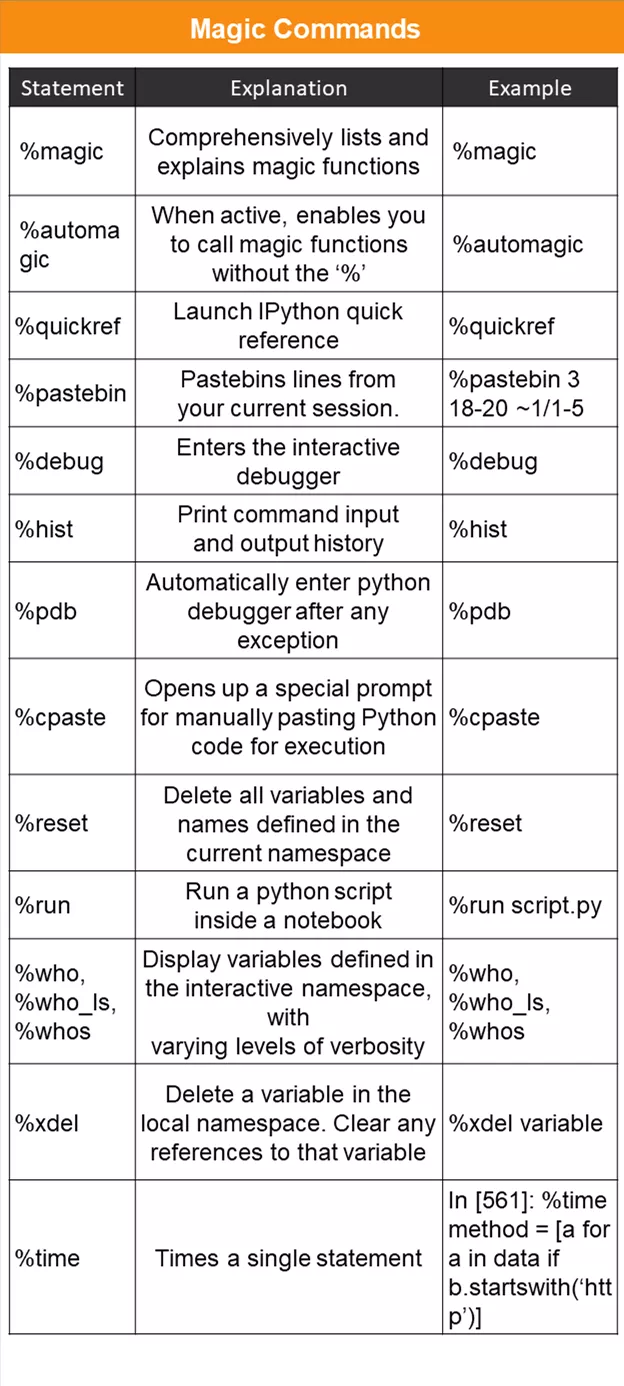 Magic Commands
Statement Explanation Example
%magic
Comprehensively lists and
explains magic functions
%magic
%automa
gic
When active, enables you
to call magic functions
without the ‘%’
%automagic
%quickref
Launch IPython quick
reference
%quickref
%pastebin
Pastebins lines from
your current session.
%pastebin 3
18-20 ~1/1-5
%debug
Enters the interactive
debugger
%debug
%hist
Print command input
and output history
%hist
%pdb
Automatically enter python
debugger after any
exception
%pdb
%cpaste
Opens up a special prompt
for manually pasting Python
code for execution
%cpaste
%reset
Delete all variables and
names defined in the
current namespace
%reset
%run
Run a python script
inside a notebook
%run script.py
%who,
%who_ls,
%whos
Display variables defined in
the interactive namespace,
with
varying levels of verbosity
%who,
%who_ls,
%whos
%xdel
Delete a variable in the
local namespace. Clear any
references to that variable
%xdel variable
%time
Times a single statement
In [561]: %time
method = [a for
a in data if
b.startswith(‘htt
p’)]